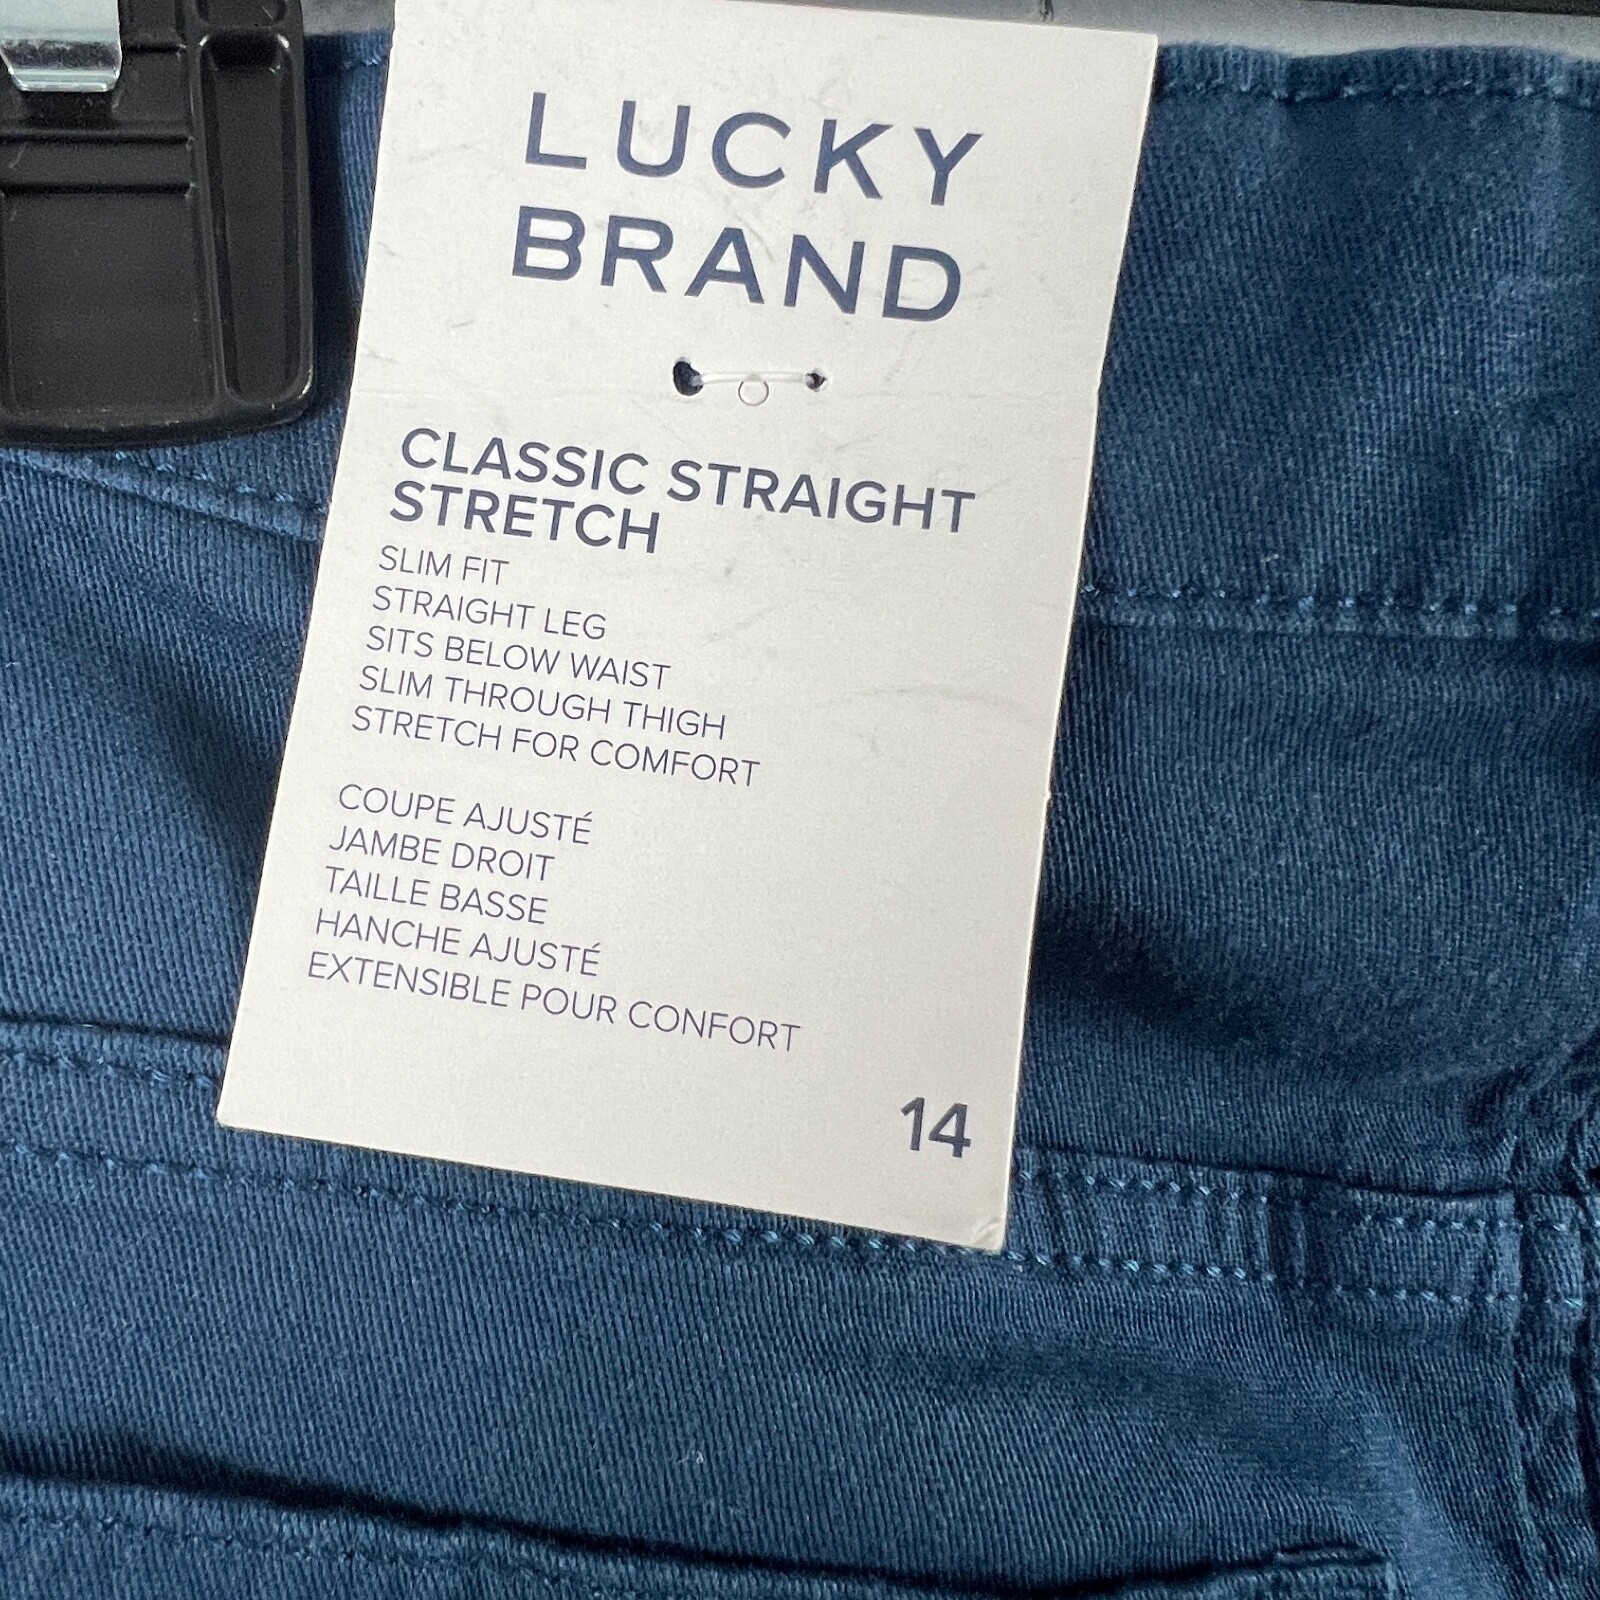 LUCKY
BRAND
CLASSIC STRAIGHT
STRETCH
SLIM FIT
STRAIGHT LEG
SITS BELOW WAIST
SLIM THROUGH THIGH
STRETCH FOR COMFORT
COUPE AJUSTÉ
JAMBE DROIT
TAILLE BASSE
HANCHE AJUSTÉ
EXTENSIBLE POUR CONFORT
14